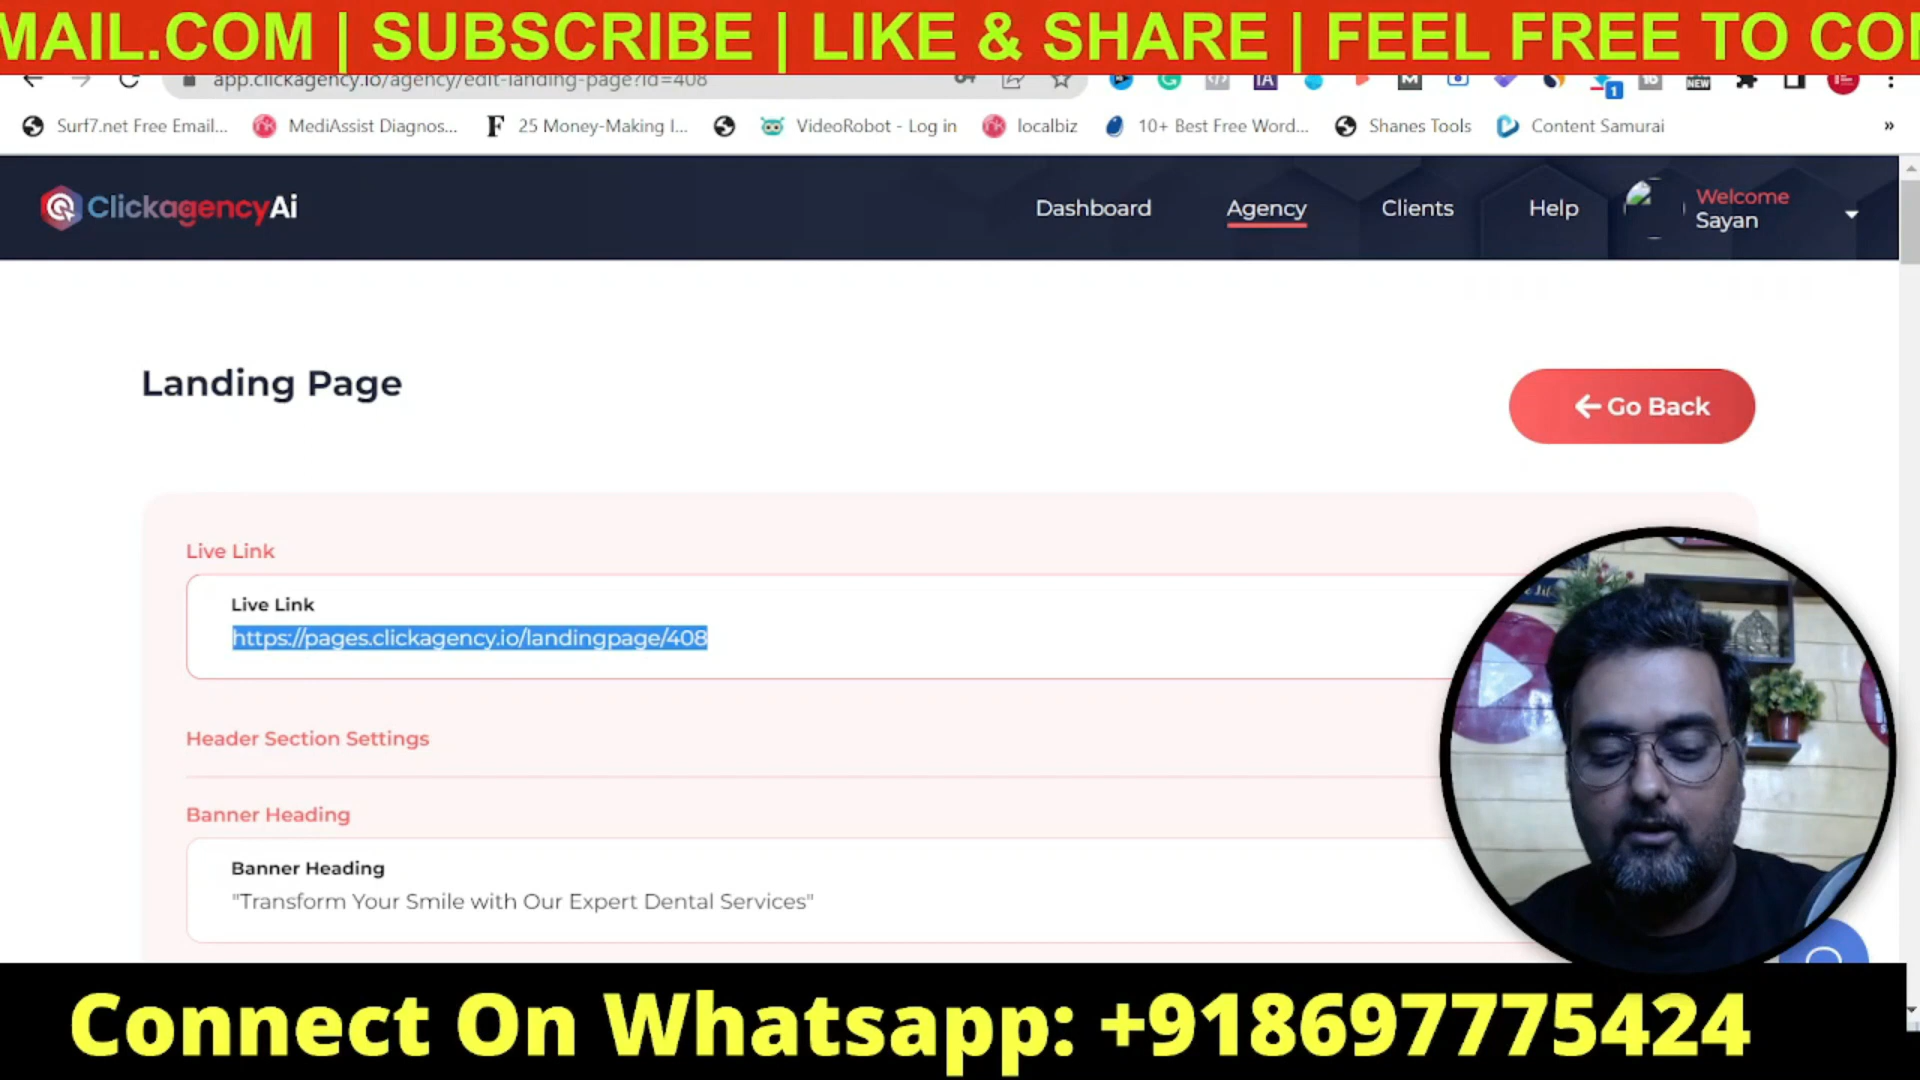 MAIL.COM | SUBSCRIBE | LIKE & SHARE | FEEL FREE TO CO
app.clickagency.io/agency/edit-landing-page?id=408
1
NEW
Surf7.net Free Email... MediAssist Diagnos... 25 Money-Making I... VideoRobot - Log in localbiz 10+ Best Free Word... Shanes Tools Content Samurai »
ClickagencyAi Dashboard Agency Clients Help Welcome
Sayan
Landing Page
Go Back
Live Link
Live Link
https://pages.clickagency.io/landingpage/408
Header Section Settings
Banner Heading
Banner Heading
"Transform Your Smile with Our Expert Dental Services"
Connect On Whatsapp: +918697775424